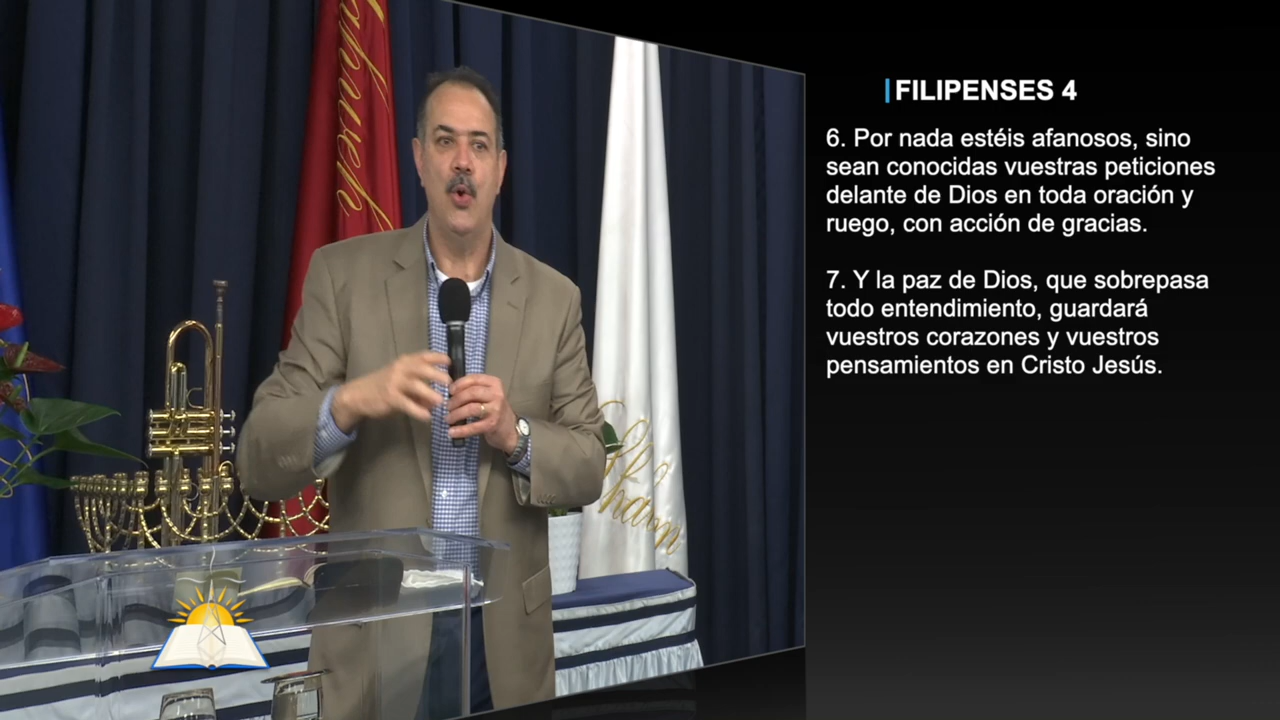 FILIPENSES 4
6. Por nada estéis afanosos, sino
sean conocidas vuestras peticiones
delante de Dios en toda oración y
ruego, con acción de gracias.
7. Y la paz de Dios, que sobrepasa
todo entendimiento, guardará
vuestros corazones y vuestros
pensamientos en Cristo Jesús.